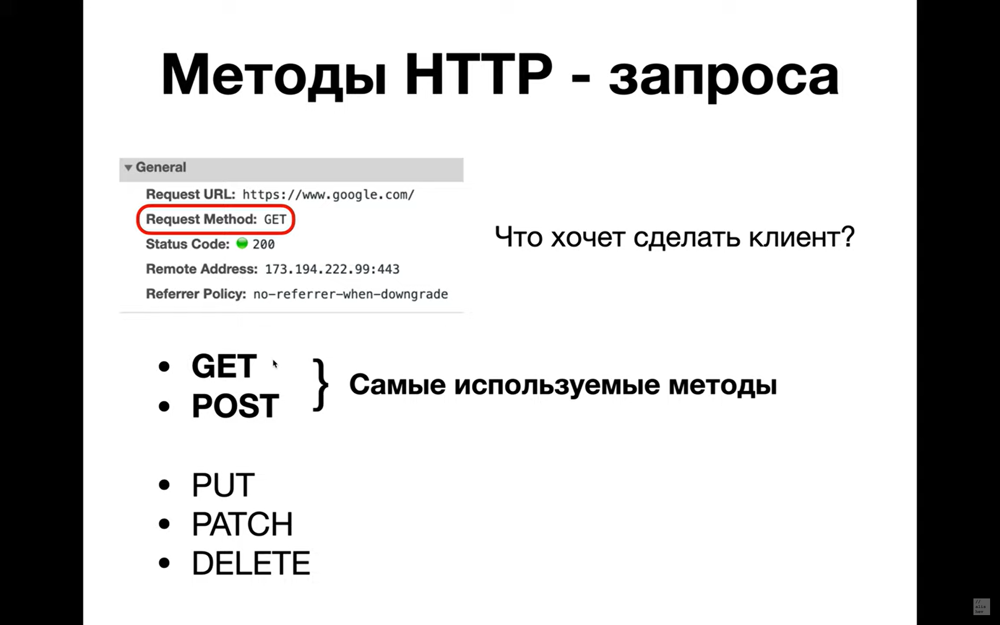 Методы HTTP - запроса
General
Request URL: https://www.google.com/
Request Method: GET
Status Code: 200
Remote Address: 173.194.222.99:443
Referrer Policy: no-referrer-when-downgrade
Что хочет сделать клиент?
• GET
• POST
} Самые используемые методы
• PUT
• PATCH
• DELETE
//
alis
hev